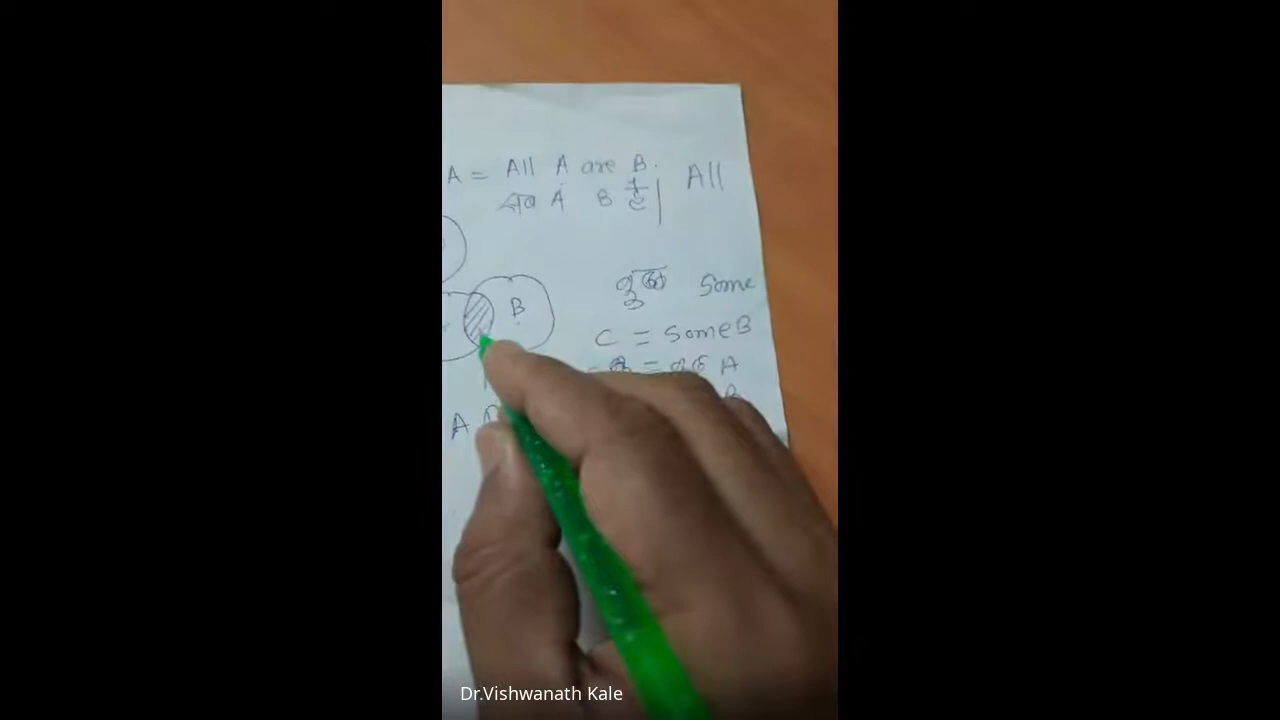 A = All A are B. All
सब A B है|
B
कुछ Some
C = Some B
= A
B
A
Dr.Vishwanath Kale